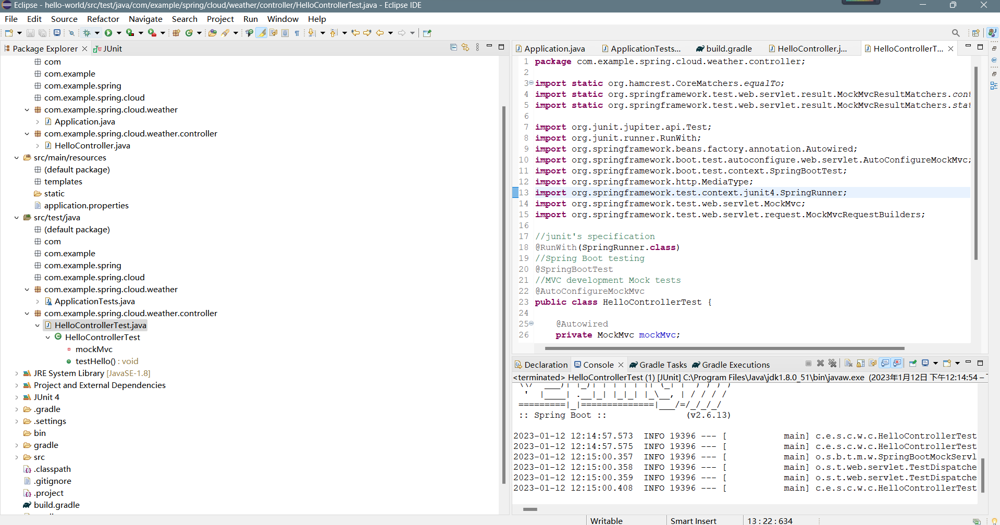 Eclipse - hello-world/src/test/java/com/example/spring/cloud/weather/controller/HelloControllerTest.java - Eclipse IDE
File Edit Source Refactor Navigate Search Project Run Window Help
Package Explorer
JUnit
com
com.example
com.example.spring
com.example.spring.cloud
com.example.spring.cloud.weather
Application.java
com.example.spring.cloud.weather.controller
HelloController.java
src/main/resources
(default package)
templates
static
application.properties
src/test/java
(default package)
com
com.example
com.example.spring
com.example.spring.cloud
com.example.spring.cloud.weather
ApplicationTests.java
com.example.spring.cloud.weather.controller
HelloControllerTest.java
HelloControllerTest
mockMvc
testHello() : void
JRE System Library [JavaSE-1.8]
Project and External Dependencies
JUnit 4
.gradle
.settings
bin
gradle
src
.classpath
.gitignore
.project
build.gradle
Application.java ApplicationTests... build.gradle HelloController.j... HelloControllerT...
1 package com.example.spring.cloud.weather.controller;
2
3 import static org.hamcrest.CoreMatchers.equalTo;
4 import static org.springframework.test.web.servlet.result.MockMvcResultMatchers.cont
5 import static org.springframework.test.web.servlet.result.MockMvcResultMatchers.stat
6
7 import org.junit.jupiter.api.Test;
8 import org.junit.runner.RunWith;
9 import org.springframework.beans.factory.annotation.Autowired;
10 import org.springframework.boot.test.autoconfigure.web.servlet.AutoConfigureMockMvc;
11 import org.springframework.boot.test.context.SpringBootTest;
12 import org.springframework.http.MediaType;
13 import org.springframework.test.context.junit4.SpringRunner;
14 import org.springframework.test.web.servlet.MockMvc;
15 import org.springframework.test.web.servlet.request.MockMvcRequestBuilders;
16
17 //junit's specification
18 @RunWith(SpringRunner.class)
19 //Spring Boot testing
20 @SpringBootTest
21 //MVC development Mock tests
22 @AutoConfigureMockMvc
23 public class HelloControllerTest {
24
25 @Autowired
26 private MockMvc mockMvc;
Declaration Console Gradle Tasks Gradle Executions
<terminated> HelloControllerTest (1) [JUnit] C:\Program Files\Java\jdk1.8.0_51\bin\javaw.exe (2023年1月12日 下午12:14:54 –
:: Spring Boot :: (v2.6.13)
2023-01-12 12:14:57.573 INFO 19396 --- [ main] c.e.s.c.w.c.HelloControllerTest
2023-01-12 12:14:57.575 INFO 19396 --- [ main] c.e.s.c.w.c.HelloControllerTest
2023-01-12 12:15:00.357 INFO 19396 --- [ main] o.s.b.t.m.w.SpringBootMockServl
2023-01-12 12:15:00.358 INFO 19396 --- [ main] o.s.t.web.servlet.TestDispatche
2023-01-12 12:15:00.359 INFO 19396 --- [ main] o.s.t.web.servlet.TestDispatche
2023-01-12 12:15:00.408 INFO 19396 --- [ main] c.e.s.c.w.c.HelloControllerTest
Writable Smart Insert 13 : 22 : 634